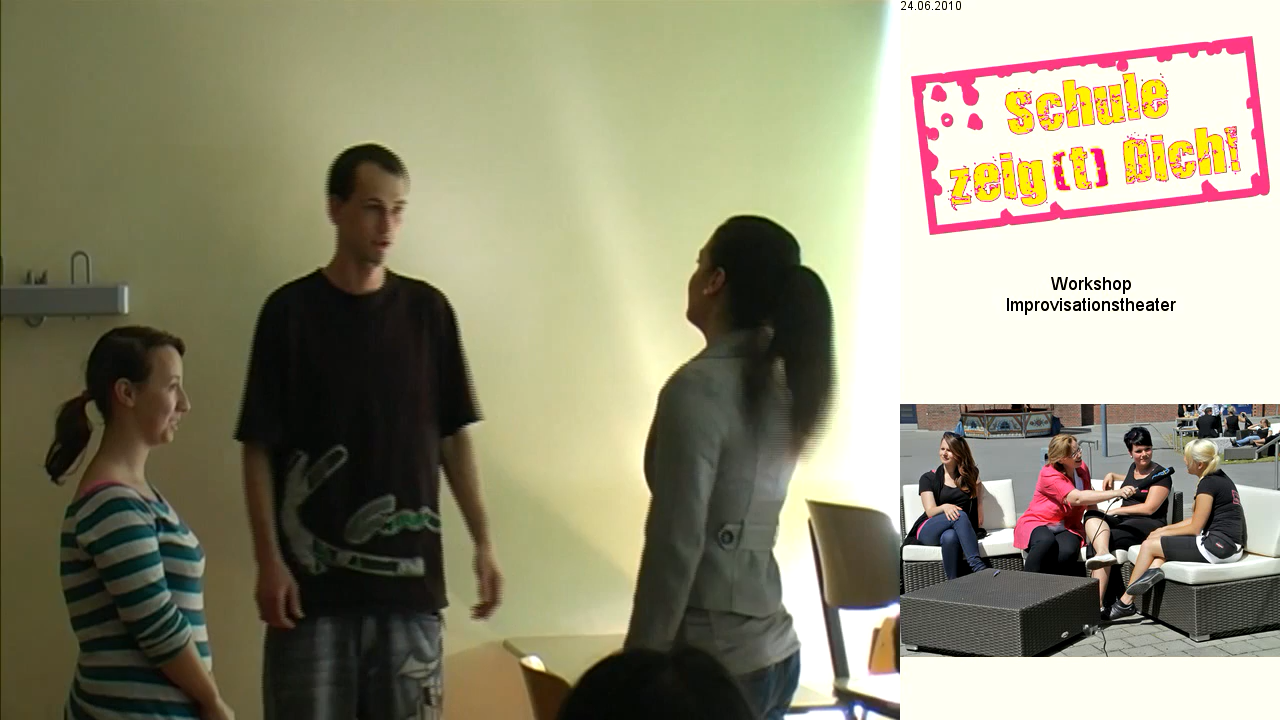 24.06.2010
Schule
zeig(t) Dich!
Workshop
Improvisationstheater